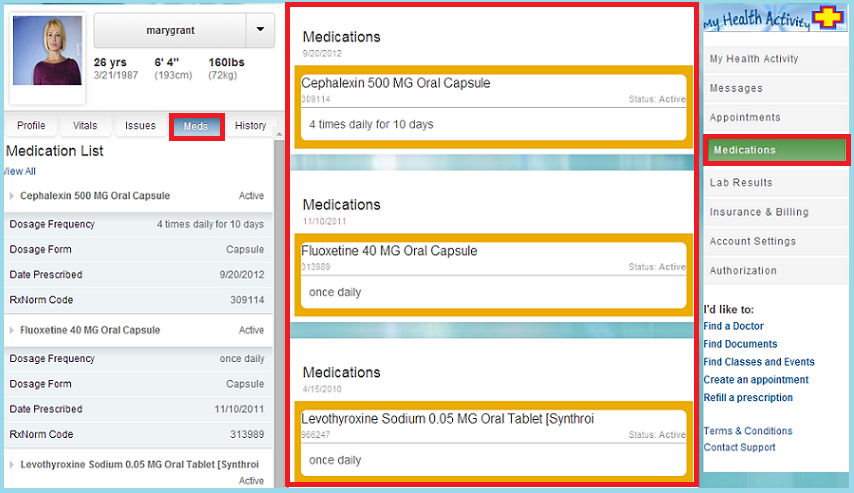 marygrant
26 yrs 6' 4" 160lbs
3/21/1987 (193cm) (72kg)
Profile Vitals Issues Meds History
Medication List
View All
Cephalexin 500 MG Oral Capsule Active
Dosage Frequency 4 times daily for 10 days
Dosage Form Capsule
Date Prescribed 9/20/2012
RxNorm Code 309114
Fluoxetine 40 MG Oral Capsule Active
Dosage Frequency once daily
Dosage Form Capsule
Date Prescribed 11/10/2011
RxNorm Code 313989
Levothyroxine Sodium 0.05 MG Oral Tablet [Synthroi
Active
Medications
9/20/2012
Cephalexin 500 MG Oral Capsule
309114 Status: Active
4 times daily for 10 days
Medications
11/10/2011
Fluoxetine 40 MG Oral Capsule
313989 Status: Active
once daily
Medications
4/15/2010
Levothyroxine Sodium 0.05 MG Oral Tablet [Synthroi
966247 Status: Active
once daily
My Health Activity
My Health Activity
Messages
Appointments
Medications
Lab Results
Insurance & Billing
Account Settings
Authorization
I'd like to:
Find a Doctor
Find Documents
Find Classes and Events
Create an appointment
Refill a prescription
Terms & Conditions
Contact Support